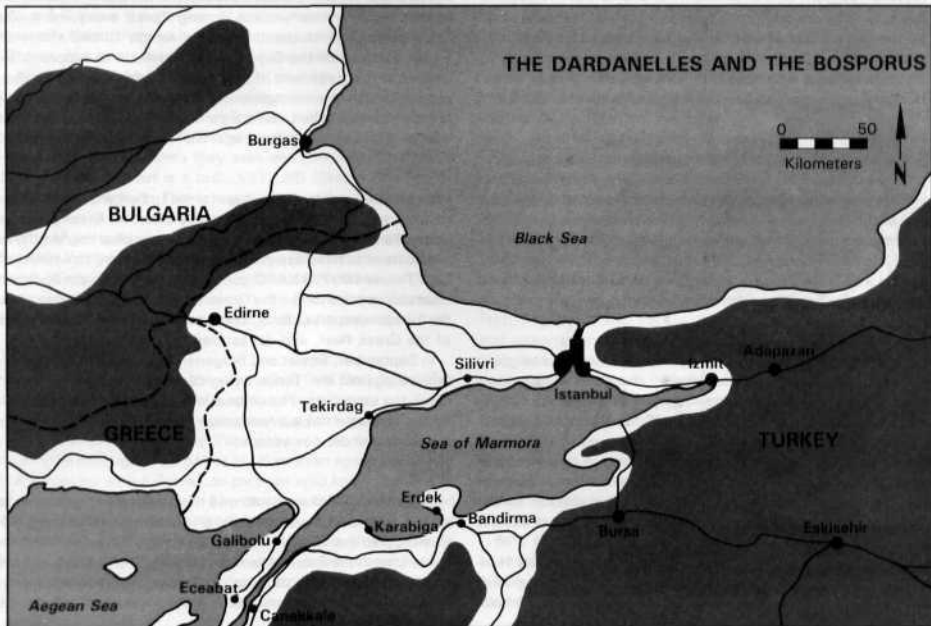 THE DARDANELLES AND THE BOSPORUS
0 50
Kilometers
N
Burgas
BULGARIA
Black Sea
Edirne
Silivri
Istanbul
Izmit
Adapazari
Tekirdag
GREECE
Sea of Marmora
TURKEY
Erdek
Karabiga
Bandirma
Galibolu
Bursa
Eskisehir
Eceabat
Aegean Sea
Canakkale